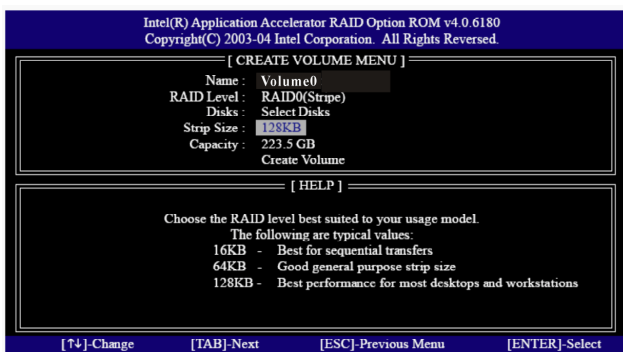 Intel(R) Application Accelerator RAID Option ROM v4.0.6180
Copyright(C) 2003-04 Intel Corporation. All Rights Reversed.
[ CREATE VOLUME MENU ]
Name : Volume0
RAID Level : RAID0(Stripe)
Disks : Select Disks
Strip Size : 128KB
Capacity : 223.5 GB
Create Volume
[ HELP ]
Choose the RAID level best suited to your usage model.
The following are typical values:
16KB - Best for sequential transfers
64KB - Good general purpose strip size
128KB - Best performance for most desktops and workstations
[↑↓]-Change [TAB]-Next [ESC]-Previous Menu [ENTER]-Select